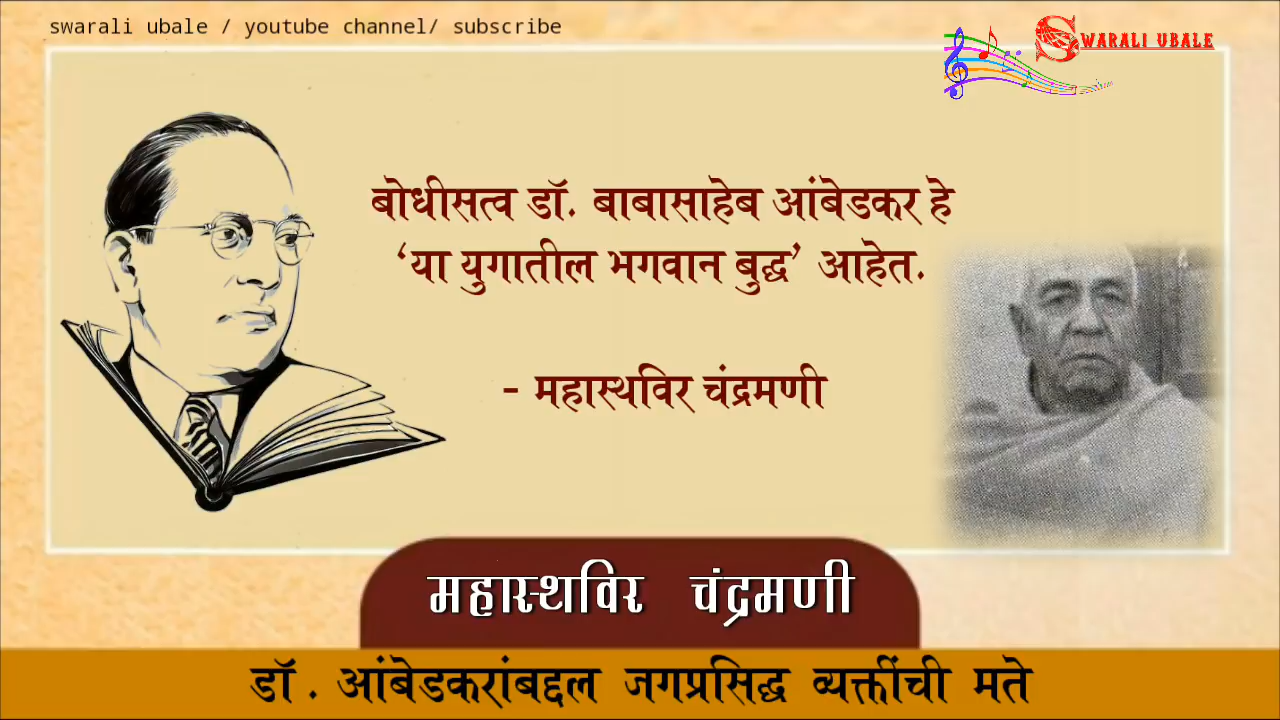 swarali ubale / youtube channel/ subscribe
SWARALI UBALE
बोधीसत्व डॉ. बाबासाहेब आंबेडकर हे
‘या युगातील भगवान बुद्ध’ आहेत.
- महास्थविर चंद्रमणी
महास्थविर चंद्रमणी
डॉ. आंबेडकरांबद्दल जगप्रसिद्ध व्यक्तींची मते